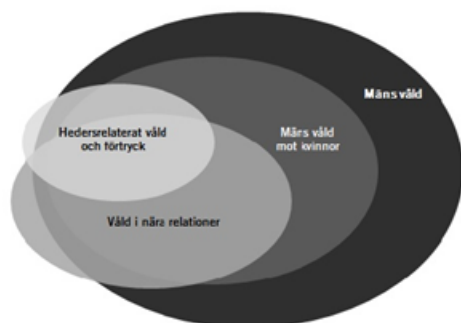 Mäns våld
Hedersrelaterat våld
och förtryck
Mäns våld
mot kvinnor
Våld i nära relationer